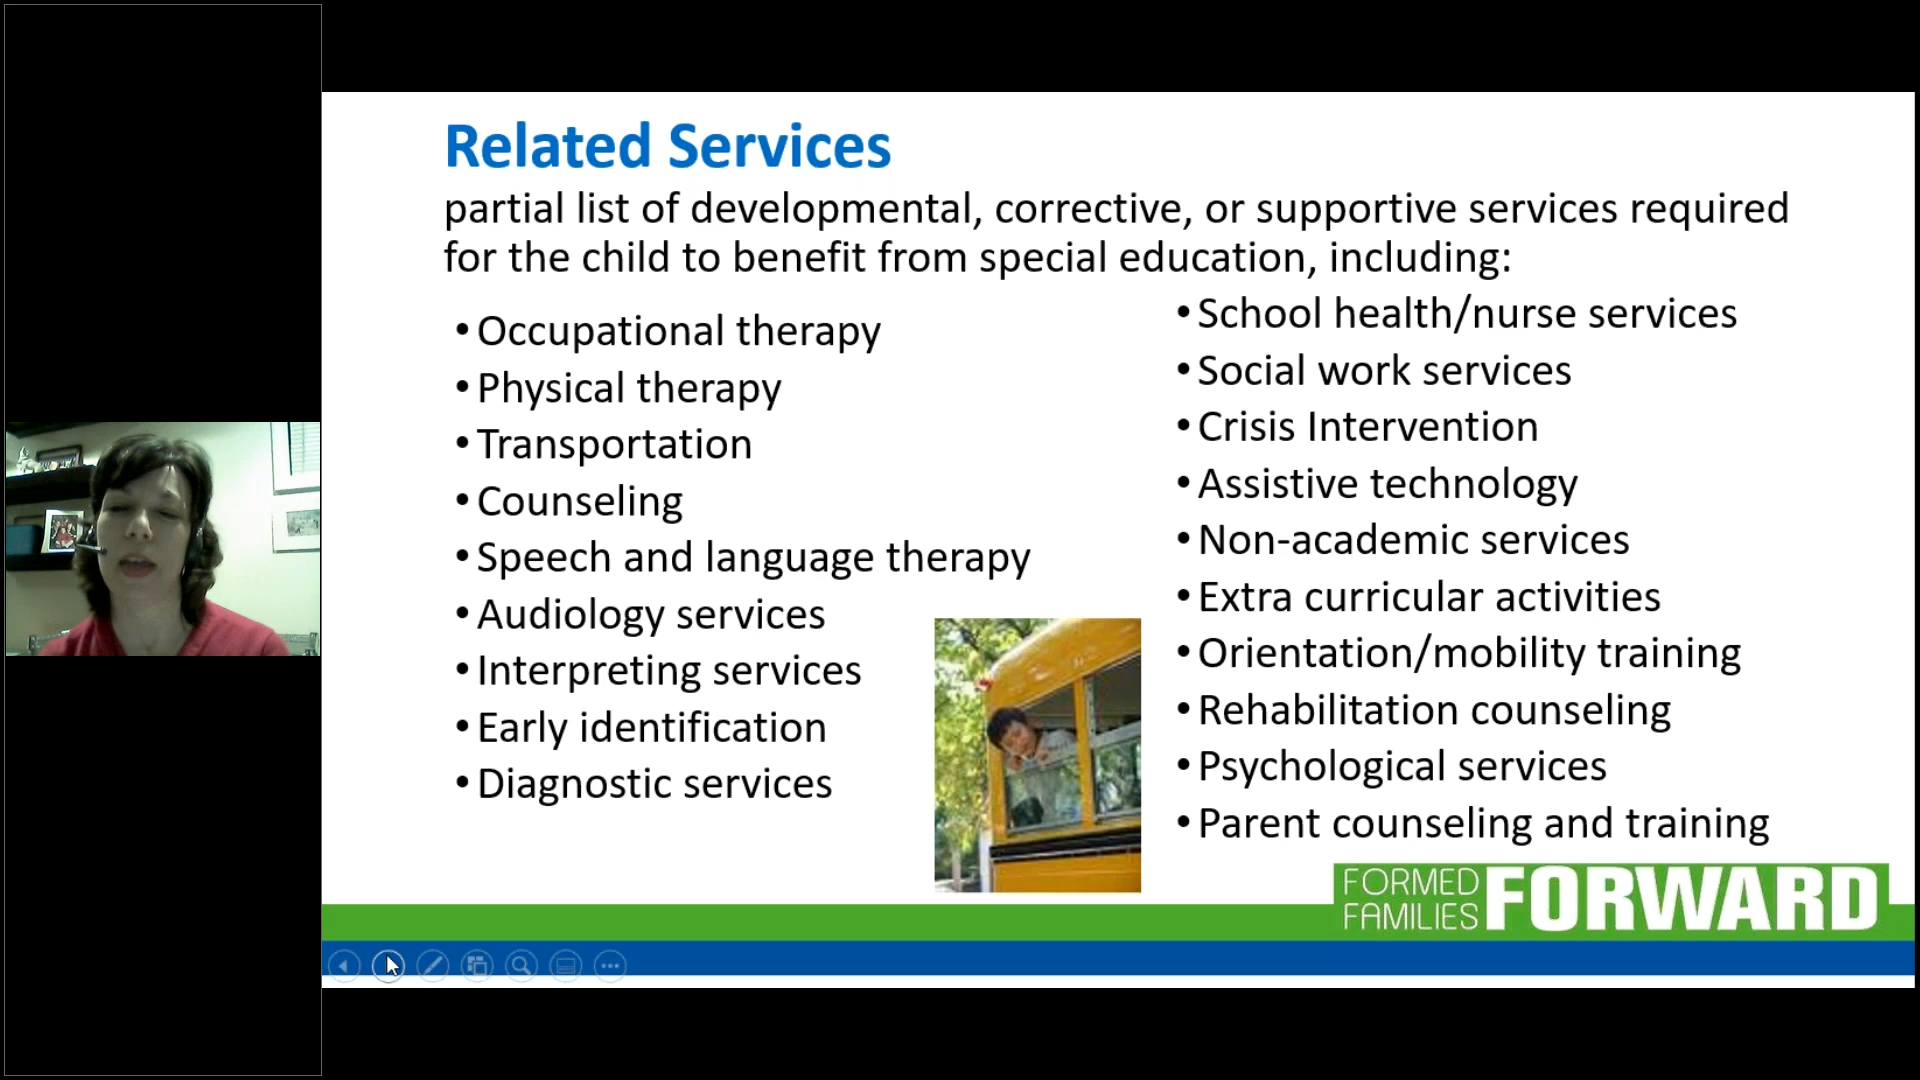 Related Services
partial list of developmental, corrective, or supportive services required
for the child to benefit from special education, including:
• Occupational therapy
• Physical therapy
• Transportation
• Counseling
• Speech and language therapy
• Audiology services
• Interpreting services
• Early identification
• Diagnostic services
• School health/nurse services
• Social work services
• Crisis Intervention
• Assistive technology
• Non-academic services
• Extra curricular activities
• Orientation/mobility training
• Rehabilitation counseling
• Psychological services
• Parent counseling and training
FORMED
FAMILIES
FORWARD